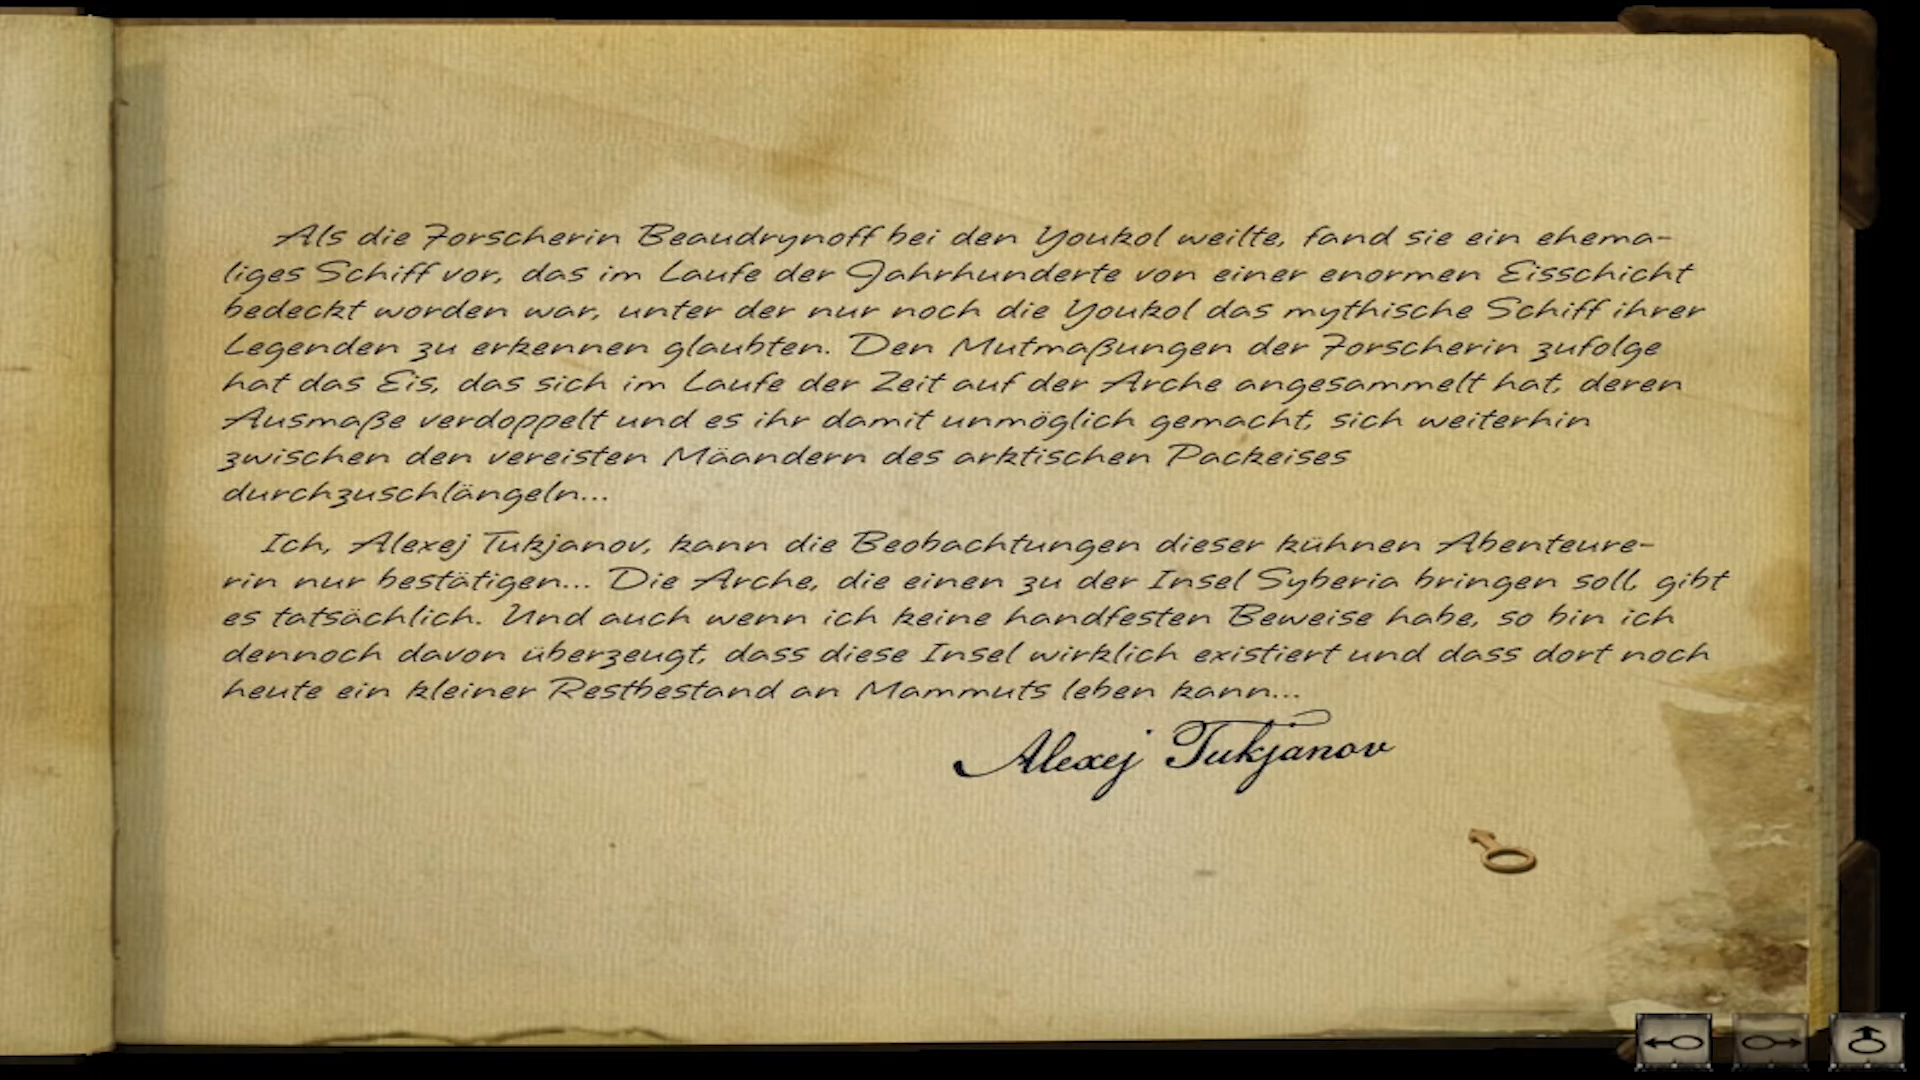 Als die Forscherin Beaudrynoff bei den Youkol weilte, fand sie ein ehema-
liges Schiff vor, das im Laufe der Jahrhunderte von einer enormen Eisschicht
bedeckt worden war, unter der nur noch die Youkol das mythische Schiff ihrer
Legenden zu erkennen glaubten. Den Mutmaßungen der Forscherin zufolge
hat das Eis, das sich im Laufe der Zeit auf der Arche angesammelt hat, deren
Ausmaße verdoppelt und es ihr damit unmöglich gemacht, sich weiterhin
zwischen den vereisten Mäandern des arktischen Packeises
durchzuschlängeln...
Ich, Alexej Tukjanov, kann die Beobachtungen dieser kühnen Abenteure-
rin nur bestätigen... Die Arche, die einen zu der Insel Syberia bringen soll, gibt
es tatsächlich. Und auch wenn ich keine handfesten Beweise habe, so bin ich
dennoch davon überzeugt, dass diese Insel wirklich existiert und dass dort noch
heute ein kleiner Restbestand an Mammuts leben kann...
Alexej Tukjanov